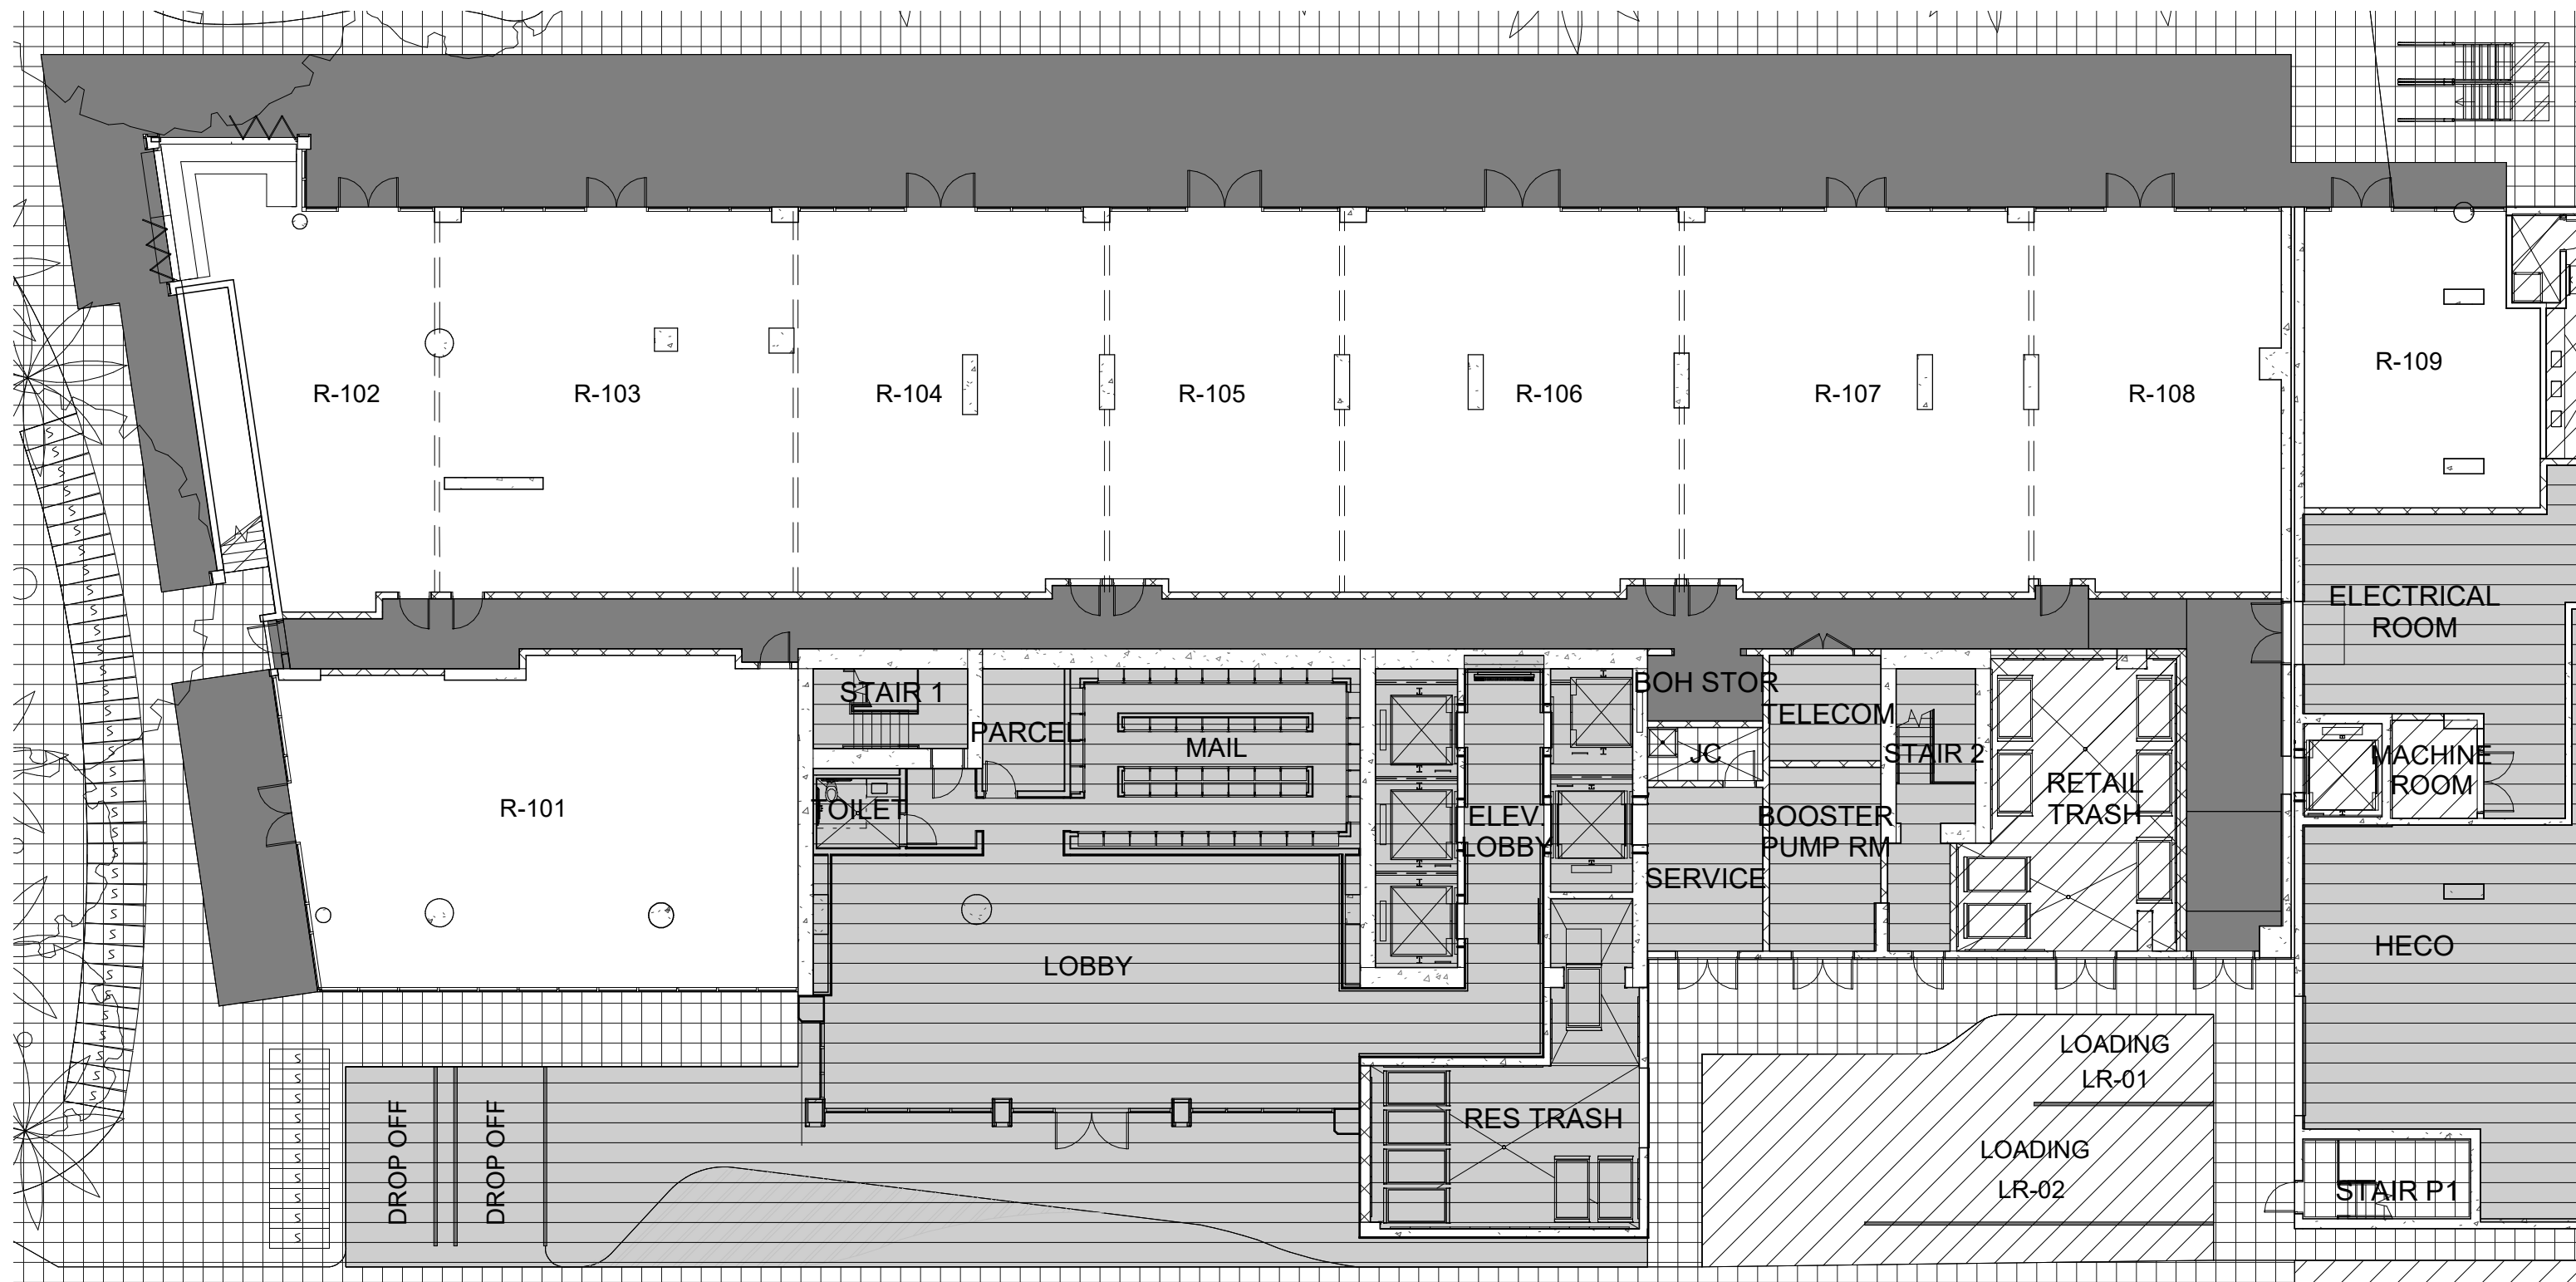 R-102
R-103
R-104
R-105
R-106
R-107
R-108
R-109
ELECTRICAL
ROOM
STAIR 1
PARCEL
MAIL
TOILET
R-101
ELEV.
LOBBY
BOH STOR
JC
SERVICE
TELECOM
BOOSTER
PUMP RM
STAIR 2
RETAIL
TRASH
MACHINE
ROOM
HECO
LOBBY
DROP OFF
DROP OFF
RES TRASH
LOADING
LR-01
LOADING
LR-02
STAIR P1